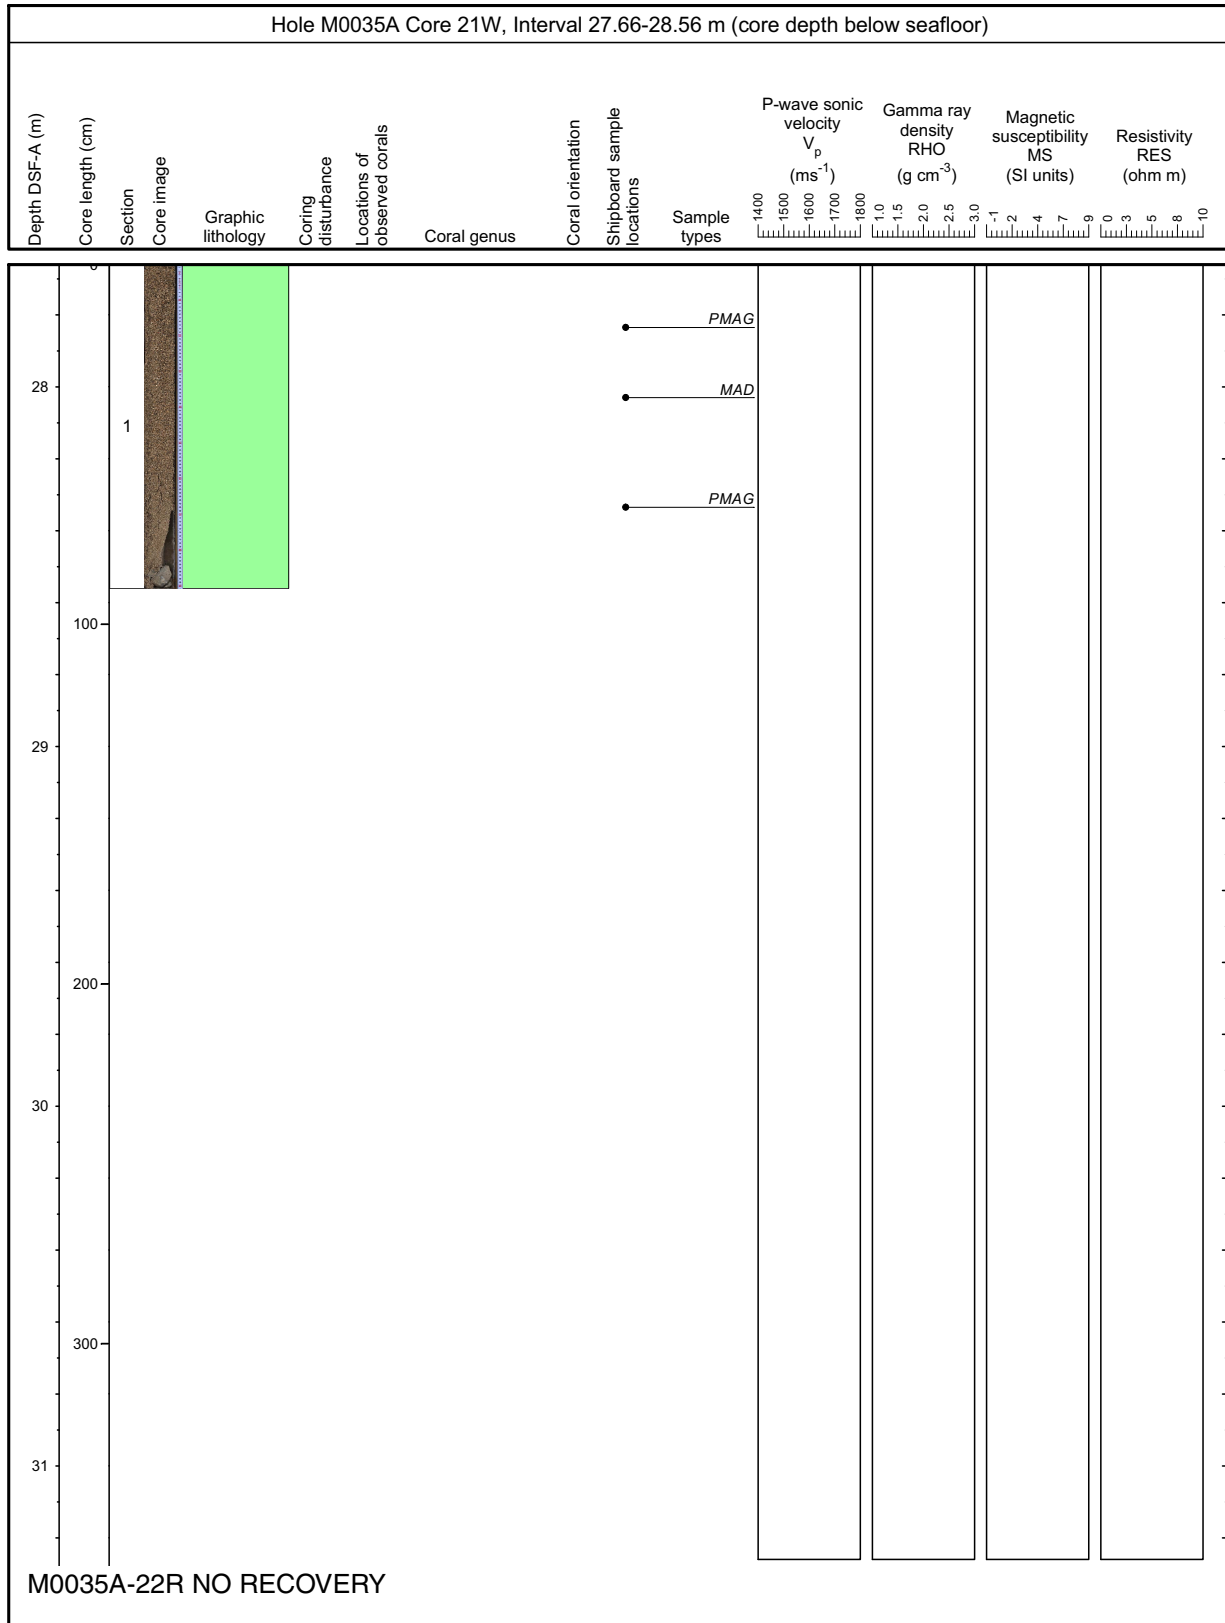 Hole M0035A Core 21W, Interval 27.66-28.56 m (core depth below seafloor)
Depth DSF-A (m)
Core length (cm)
Section
Core image
Graphic
lithology
Coring
disturbance
Locations of
observed corals
Coral genus
Coral orientation
Shipboard sample
locations
Sample
types
P-wave sonic
velocity
Vp
(ms-1)
1400 1500 1600 1700 1800
Gamma ray
density
RHO
(g cm-3)
1.0 1.5 2.0 2.5 3.0
Magnetic
susceptibility
MS
(SI units)
-1 2 4 7 9
Resistivity
RES
(ohm m)
0 3 5 8 10
0
PMAG
28
MAD
1
PMAG
100
29
200
30
300
31
M0035A-22R NO RECOVERY